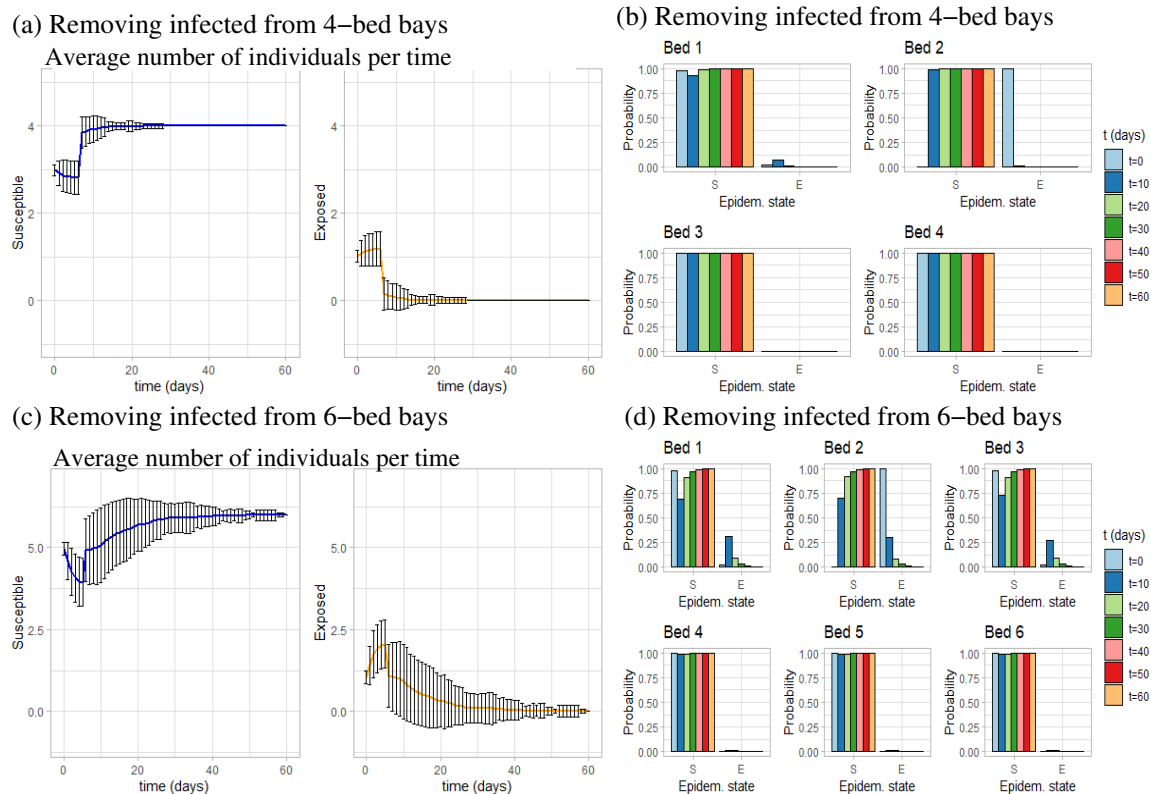 (a) Removing infected from 4−bed bays
Average number of individuals per time
Susceptible
4
2
0
0
20
40
60
time (days)
Exposed
4
2
0
0
20
40
60
time (days)
(b) Removing infected from 4−bed bays
Bed 1
Probability
1.00
0.75
0.50
0.25
0.00
S
E
Epidem. state
Bed 2
Probability
1.00
0.75
0.50
0.25
0.00
S
E
Epidem. state
Bed 3
Probability
1.00
0.75
0.50
0.25
0.00
S
E
Epidem. state
Bed 4
Probability
1.00
0.75
0.50
0.25
0.00
S
E
Epidem. state
t (days)
t=0
t=10
t=20
t=30
t=40
t=50
t=60
(c) Removing infected from 6−bed bays
Average number of individuals per time
Susceptible
5.0
2.5
0.0
0
20
40
60
time (days)
Exposed
5.0
2.5
0.0
0
20
40
60
time (days)
(d) Removing infected from 6−bed bays
Bed 1
Probability
1.00
0.75
0.50
0.25
0.00
S
E
Epidem. state
Bed 2
Probability
1.00
0.75
0.50
0.25
0.00
S
E
Epidem. state
Bed 3
Probability
1.00
0.75
0.50
0.25
0.00
S
E
Epidem. state
Bed 4
Probability
1.00
0.75
0.50
0.25
0.00
S
E
Epidem. state
Bed 5
Probability
1.00
0.75
0.50
0.25
0.00
S
E
Epidem. state
Bed 6
Probability
1.00
0.75
0.50
0.25
0.00
S
E
Epidem. state
t (days)
t=0
t=10
t=20
t=30
t=40
t=50
t=60